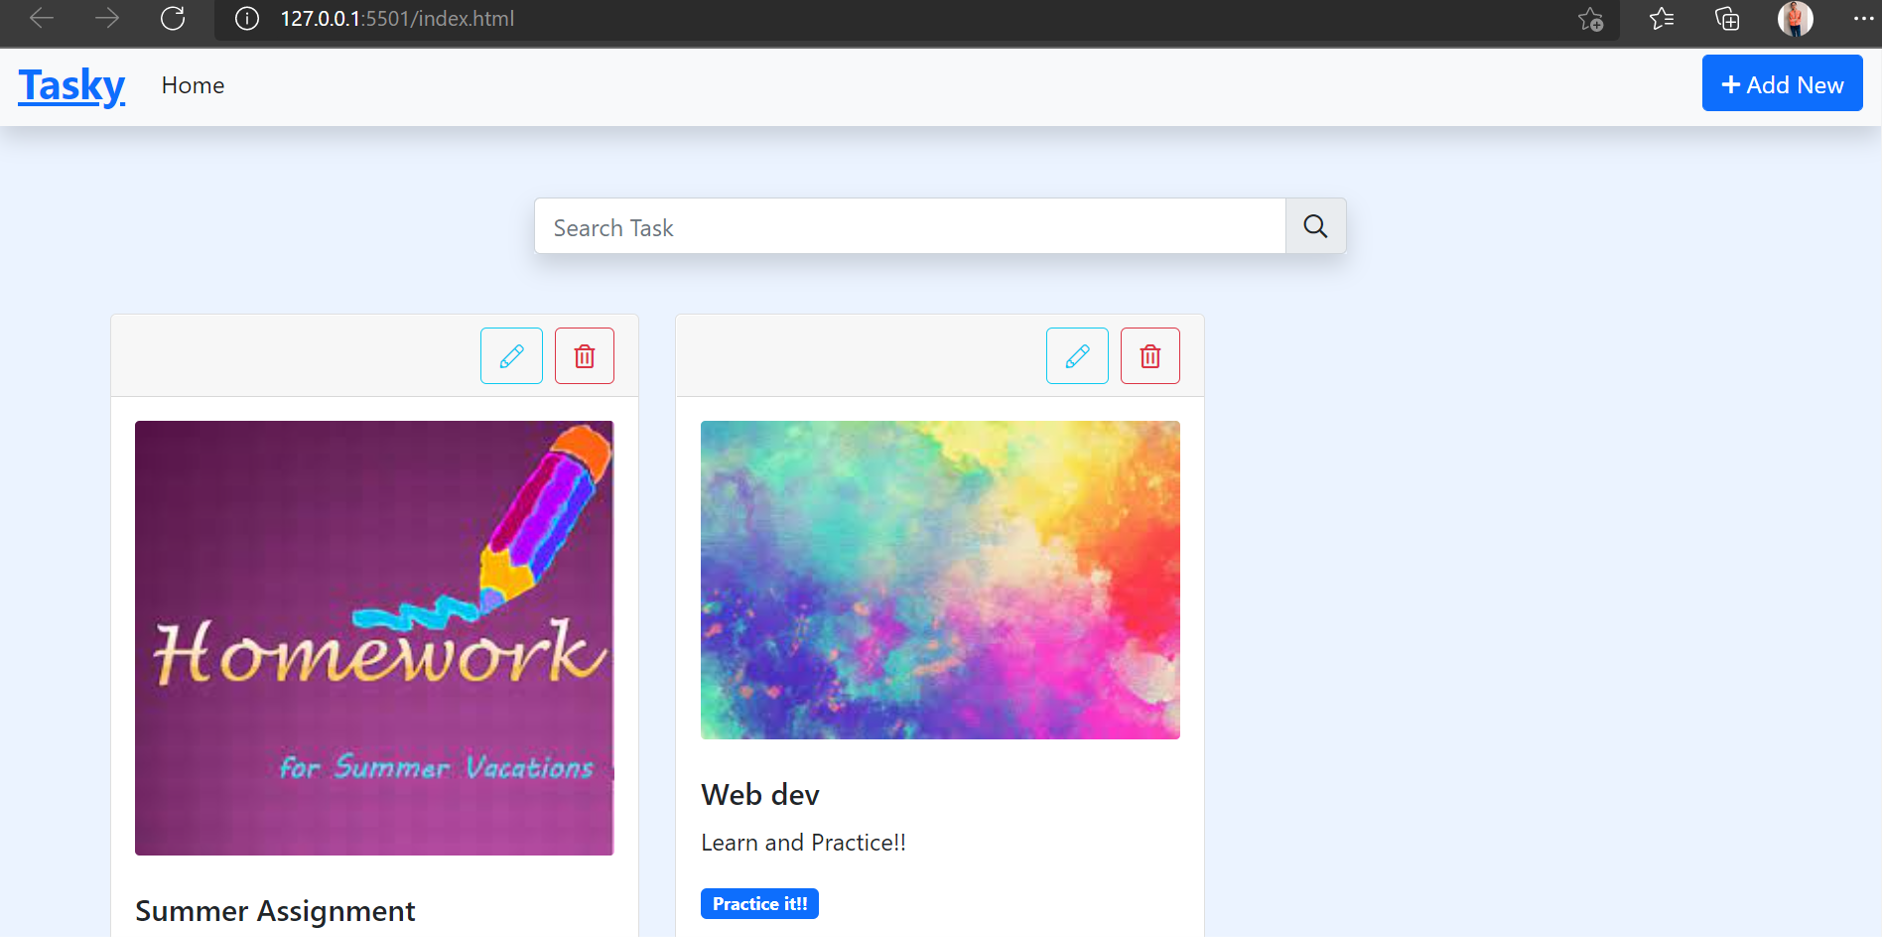 127.0.0.1:5501/index.html
Tasky
Home
Add New
Search Task
Homework
for Summer Vacations
Summer Assignment
Web dev
Learn and Practice!!
Practice it!!